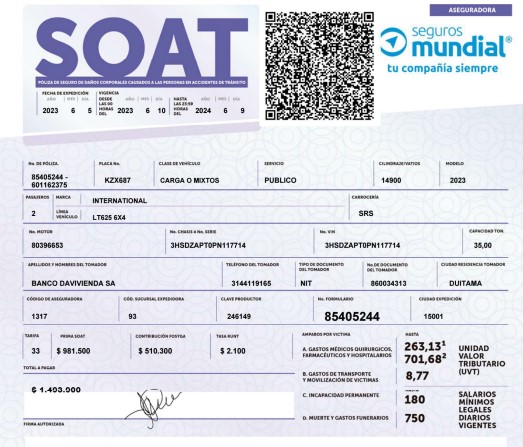 ASEGURADORA
SOAT
seguros
mundial®
tu compañía siempre
PÓLIZA DE SEGURO DE DAÑOS CORPORALES CAUSADOS A LAS PERSONAS EN ACCIDENTES DE TRÁNSITO
FECHA DE EXPEDICIÓN VIGENCIA
AÑO MES DÍA DESDE LAS 00 HORAS DEL AÑO MES DÍA HASTA LAS 23:59 HORAS DEL AÑO MES DÍA
2023 6 5 2023 6 10 2024 6 9
No. DE PÓLIZA. PLACA No. CLASE DE VEHÍCULO SERVICIO CILINDRAJE/VATIOS MODELO
85405244 -
601162375 KZX687 CARGA O MIXTOS PUBLICO 14900 2023
PASAJEROS MARCA INTERNATIONAL CARROCERÍA
2 LÍNEA VEHÍCULO LT625 6X4 SRS
No. MOTOR No. CHASIS ó No. SERIE No. VIN CAPACIDAD TON.
80396653 3HSDZAPT0PN117714 3HSDZAPT0PN117714 35,00
APELLIDOS Y NOMBRES DEL TOMADOR TELÉFONO DEL TOMADOR TIPO DE DOCUMENTO DEL TOMADOR No.DE DOCUMENTO DEL TOMADOR CIUDAD RESIDENCIA TOMADOR
BANCO DAVIVIENDA SA 3144119165 NIT 860034313 DUITAMA
CÓDIGO DE ASEGURADORA CÓD. SUCURSAL EXPEDIDORA CLAVE PRODUCTOR No. FORMULARIO CIUDAD EXPEDICIÓN
1317 93 246149 85405244 15001
TARIFA PRIMA SOAT CONTRIBUCIÓN FOSYGA TASA RUNT AMPAROS POR VICTIMA HASTA
33 $ 981.500 $ 510.300 $ 2.100
A. GASTOS MÉDICOS QUIRURGICOS, FARMACÉUTICOS Y HOSPITALARIOS 263,13¹
701,68²
UNIDAD VALOR TRIBUTARIO (UVT)
TOTAL A PAGAR
B. GASTOS DE TRANSPORTE Y MOVILIZACIÓN DE VICTIMAS 8,77
$ 1.493.000
C. INCAPACIDAD PERMANENTE 180 SALARIOS MÍNIMOS LEGALES DIARIOS VIGENTES
D. MUERTE Y GASTOS FUNERARIOS 750
FIRMA AUTORIZADA